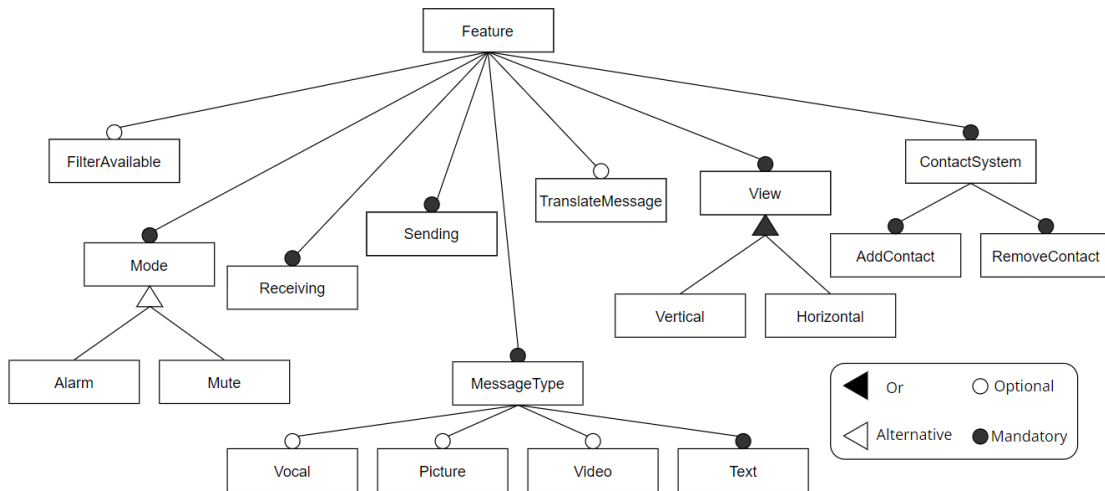 Feature
FilterAvailable
ContactSystem
TranslateMessage
View
Sending
Mode
Receiving
AddContact
RemoveContact
Vertical
Horizontal
Alarm
Mute
MessageType
Vocal
Picture
Video
Text
Or
Optional
Alternative
Mandatory